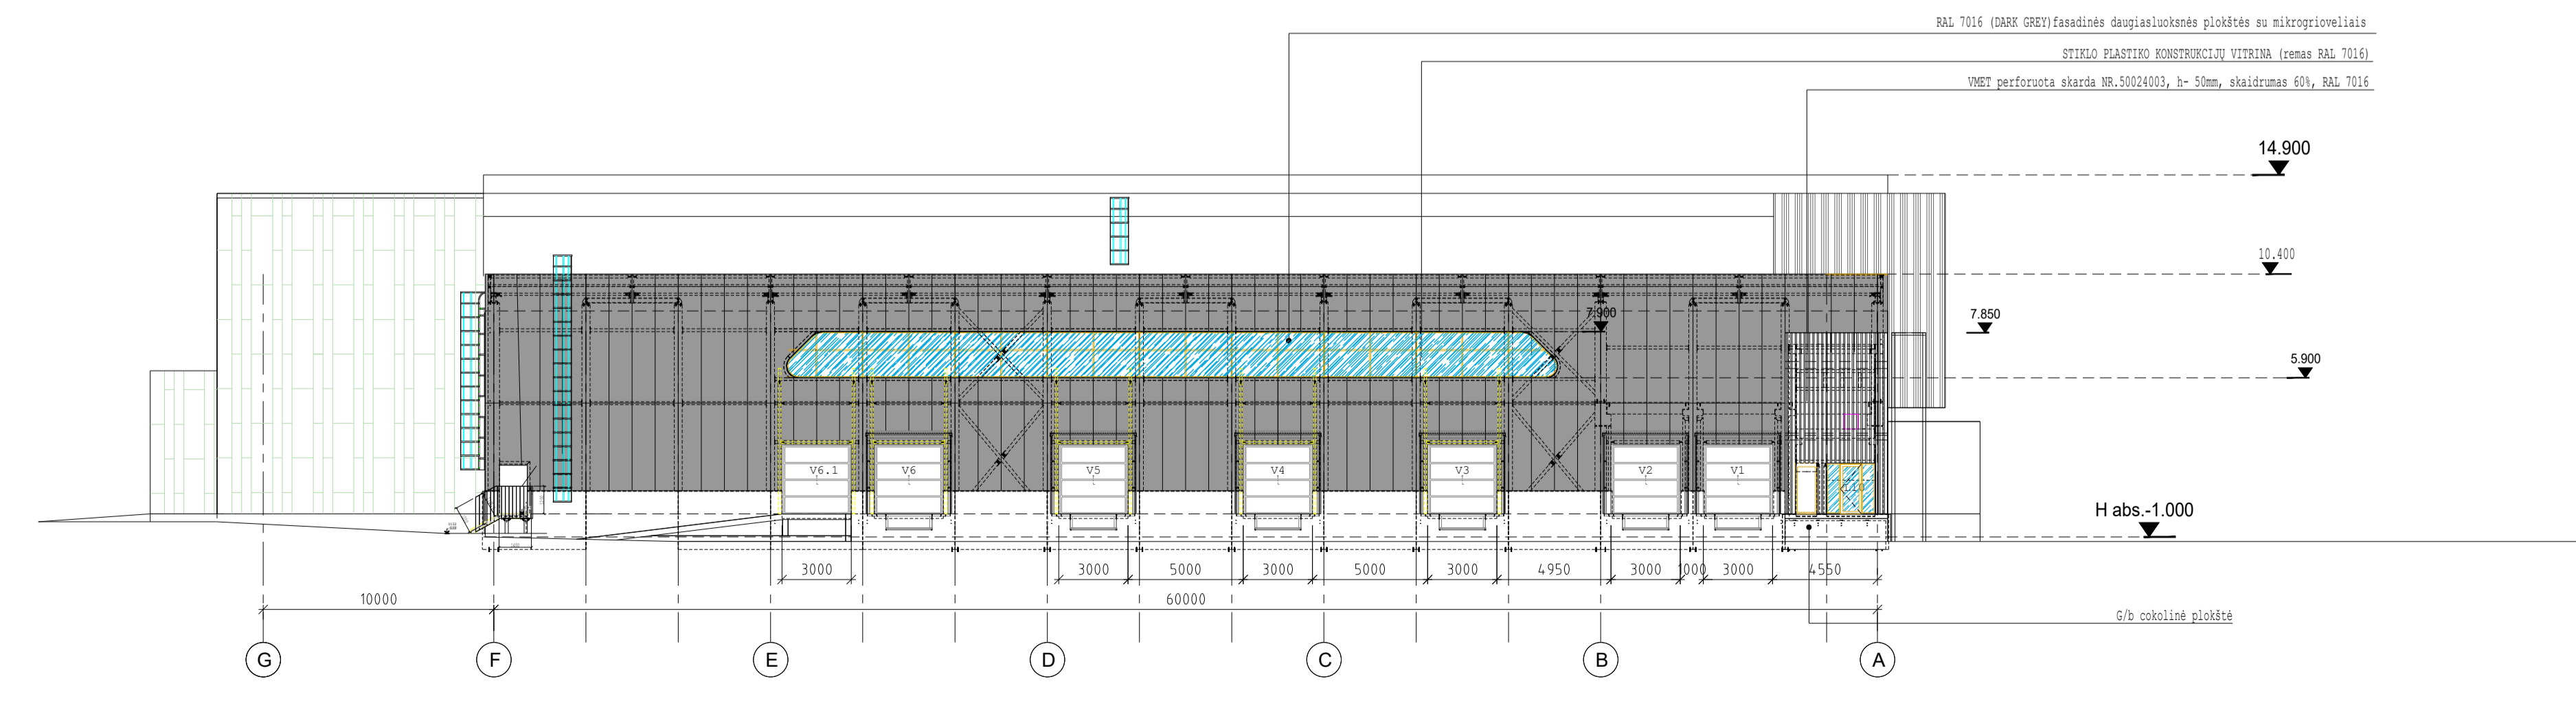 RAL 7016 (DARK GREY)fasadinės daugiasluoksnės plokštės su mikrogrioveliais
STIKLO PLASTIKO KONSTRUKCIJŲ VITRINA (remas RAL 7016)
VMET perforuota skarda NR.50024003, h- 50mm, skaidrumas 60%, RAL 7016
14.900
10.400
7.900
7.850
5.900
V6.1
V6
V5
V4
V3
V2
V1
H abs.-1.000
3000
3000
5000
3000
5000
3000
4950
3000
1000
3000
4550
10000
60000
G/b cokolinė plokštė
G
F
E
D
C
B
A